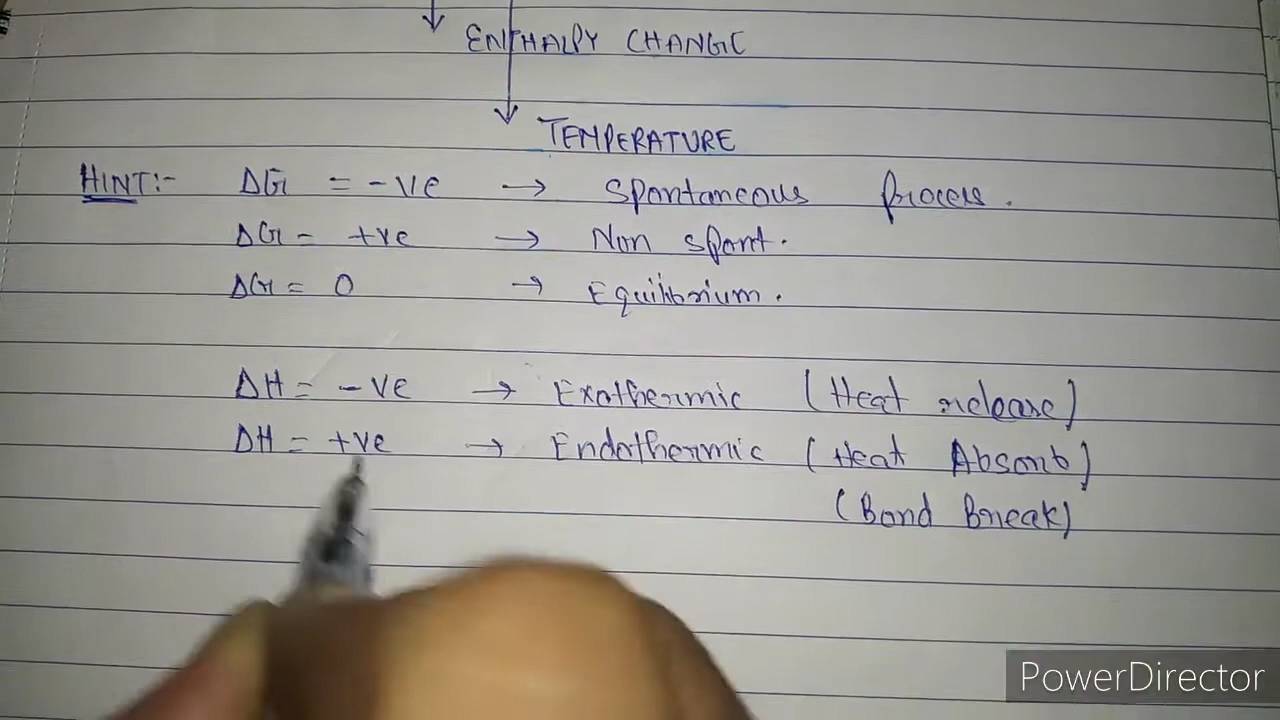 ENTHALPY CHANGE
TEMPERATURE
HINT:- ΔG = -ve → Spontaneous Process.
ΔG = +ve → Non spont.
ΔG = 0 → Equilibrium.
ΔH = -ve → Exothermic (Heat release)
ΔH = +ve → Endothermic (Heat Absorb)
(Bond Break)
PowerDirector